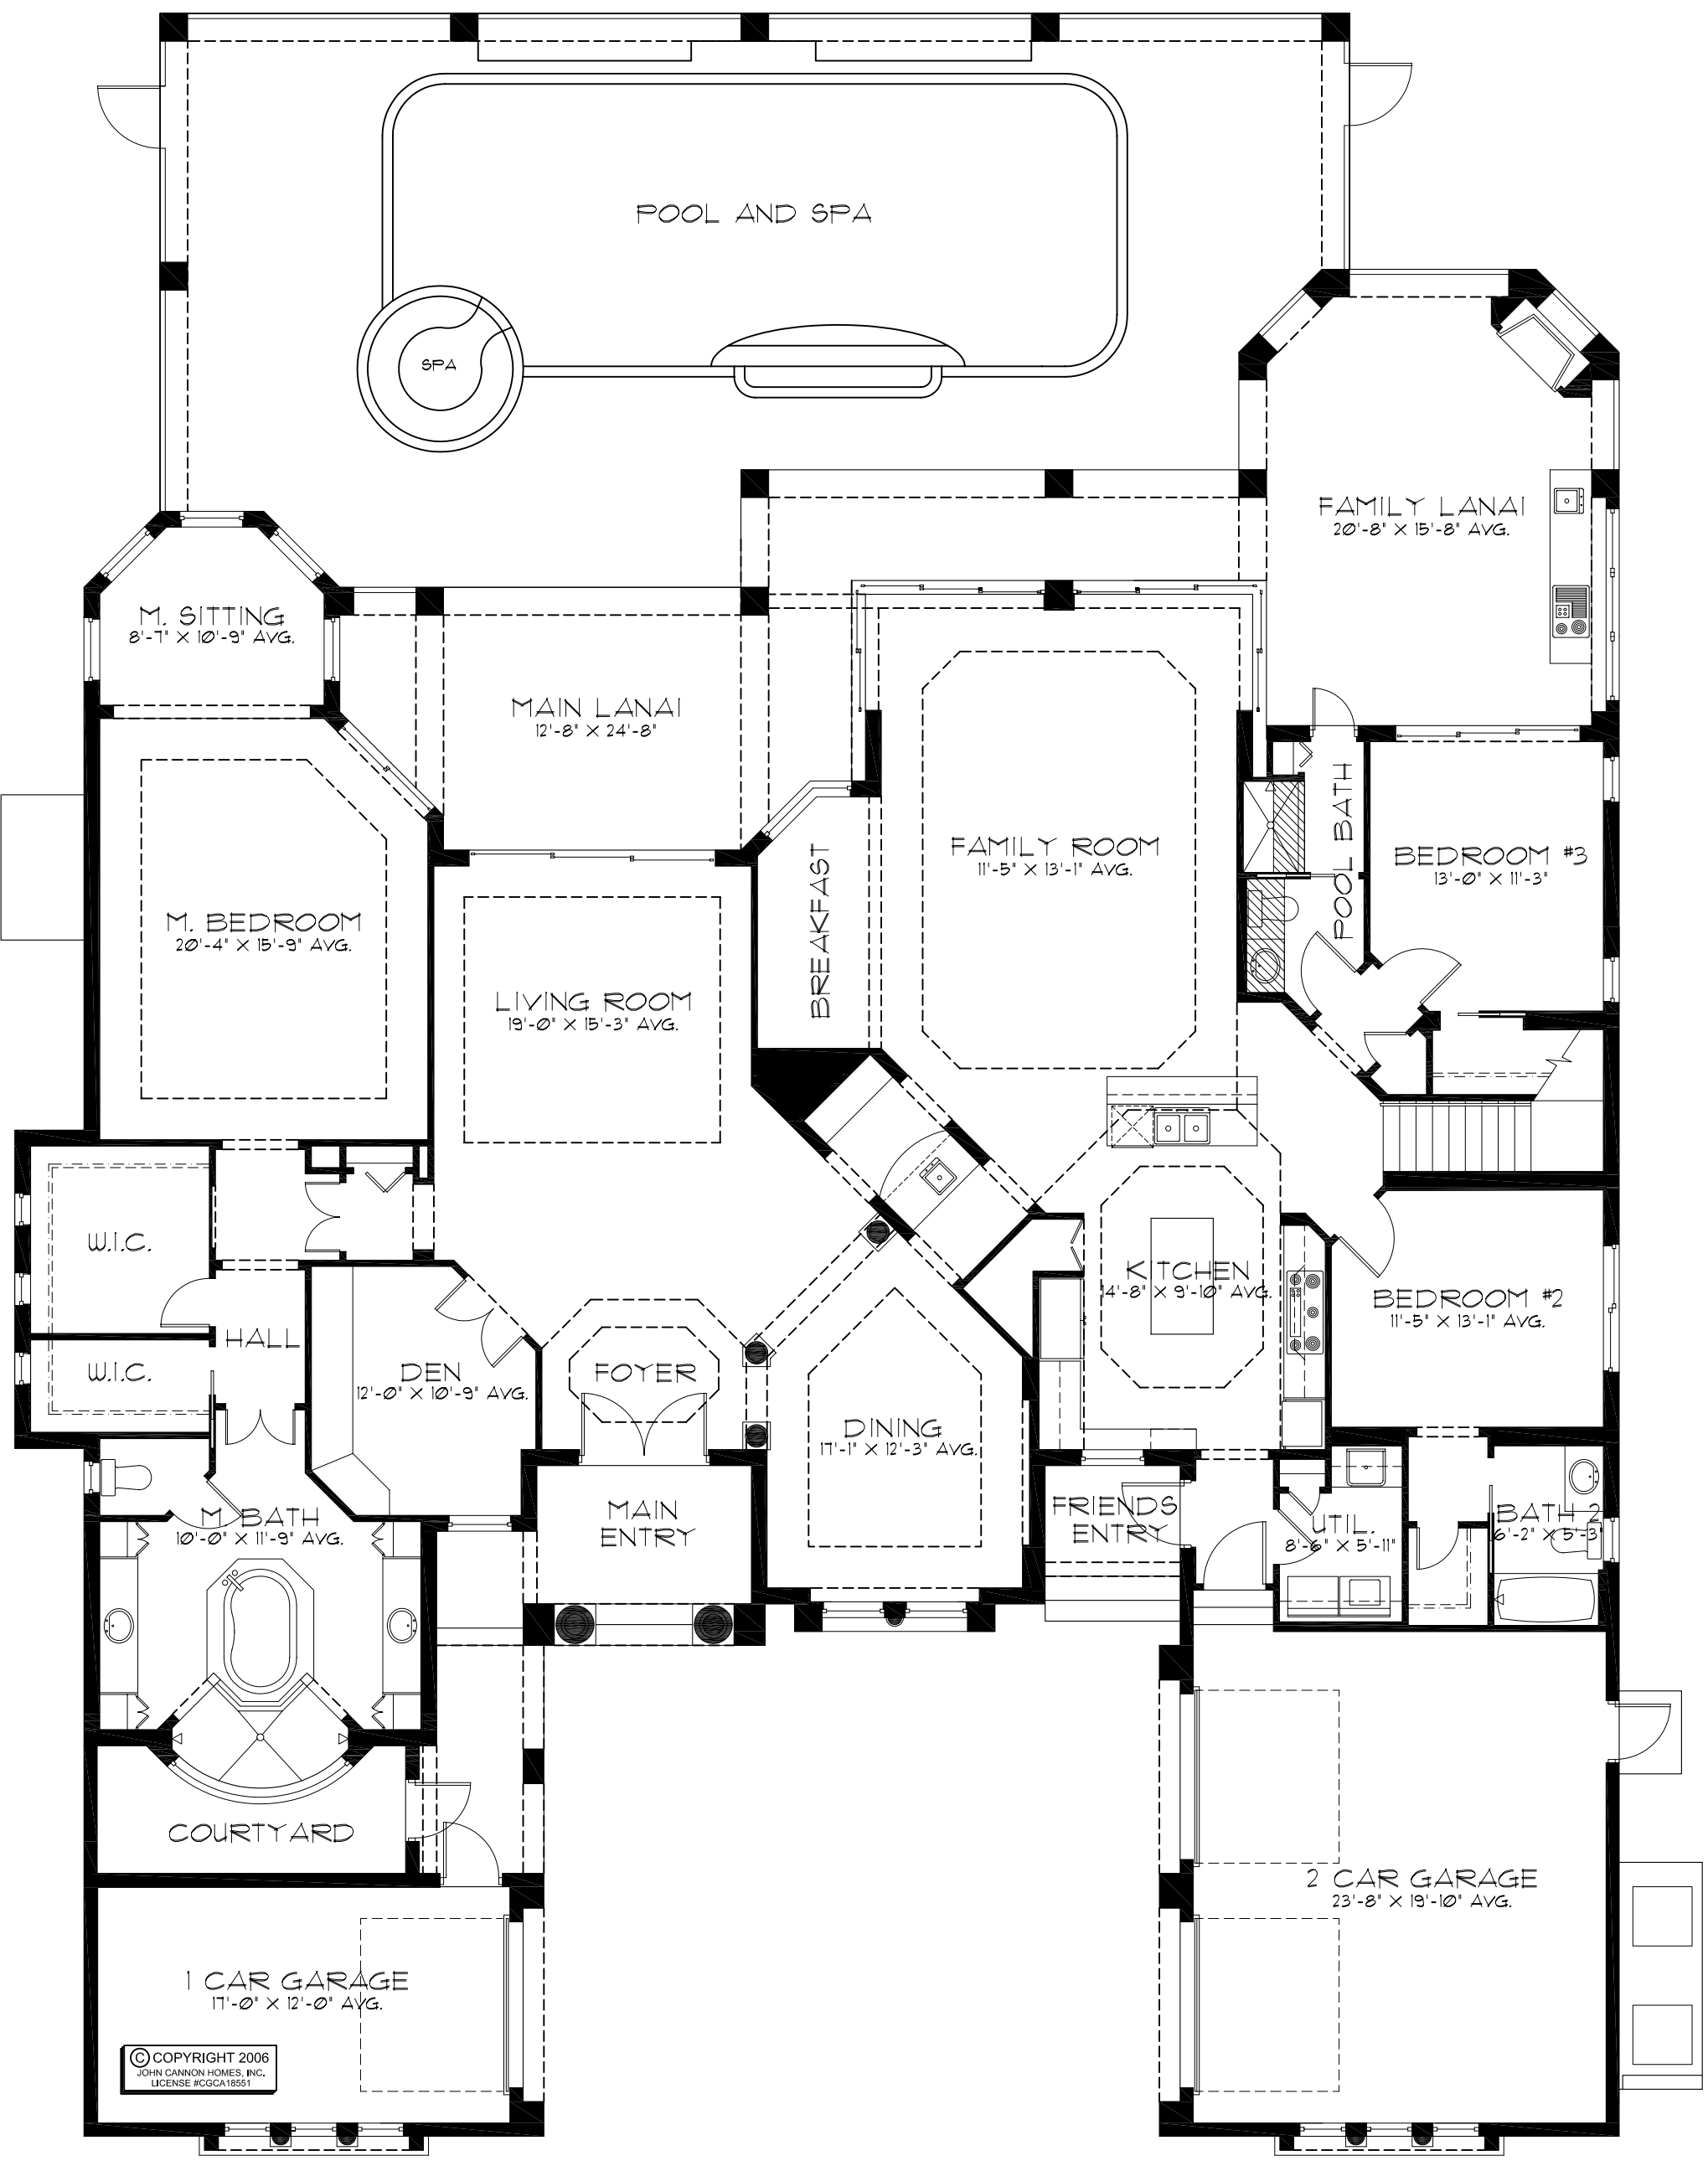 POOL AND SPA
SPA
FAMILY LANAI
20'-8" X 15'-8" AVG.
M. SITTING
8'-7" X 10'-9" AVG.
MAIN LANAI
12'-8" X 24'-8"
FAMILY ROOM
11'-5" X 13'-1" AVG.
POOL BATH
BEDROOM #3
13'-0" X 11'-3"
BREAKFAST
M. BEDROOM
20'-4" X 15'-9" AVG.
LIVING ROOM
19'-0" X 15'-3" AVG.
W.I.C.
KITCHEN
14'-8" X 9'-10" AVG.
BEDROOM #2
11'-5" X 13'-1" AVG.
HALL
W.I.C.
DEN
12'-0" X 10'-9" AVG.
FOYER
DINING
17'-1" X 12'-3" AVG.
M. BATH
10'-0" X 11'-9" AVG.
MAIN
ENTRY
FRIENDS
ENTRY
UTIL.
8'-6" X 5'-11"
BATH 2
6'-2" X 5'-3"
COURTYARD
2 CAR GARAGE
23'-8" X 19'-10" AVG.
1 CAR GARAGE
17'-0" X 12'-0" AVG.
© COPYRIGHT 2006
JOHN CANNON HOMES, INC.
LICENSE #CGCA18551